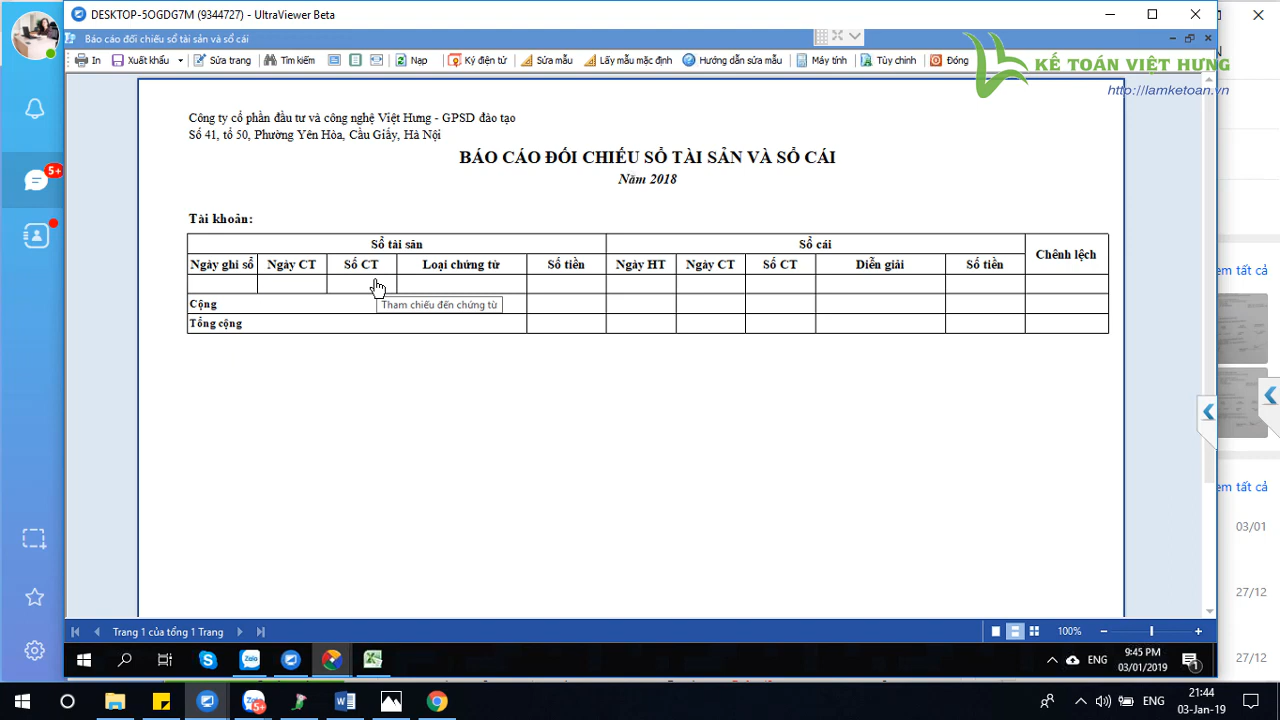 DESKTOP-5OGDG7M (9344727) - UltraViewer Beta
Báo cáo đối chiếu sổ tài sản và sổ cái
In Xuất khẩu Sửa trang Tìm kiếm Nạp Ký điện tử Sửa mẫu Lấy mẫu mặc định Hướng dẫn sửa mẫu Máy tính Tùy chỉnh Đóng
KẾ TOÁN VIỆT HƯNG
http://lamketoan.vn
Công ty cổ phần đầu tư và công nghệ Việt Hưng - GPSD đào tạo
Số 41, tổ 50, Phường Yên Hòa, Cầu Giấy, Hà Nội
BÁO CÁO ĐỐI CHIẾU SỔ TÀI SẢN VÀ SỔ CÁI
Năm 2018
Tài khoản:
Sổ tài sản Sổ cái Chênh lệch
Ngày ghi sổ Ngày CT Số CT Loại chứng từ Số tiền Ngày HT Ngày CT Số CT Diễn giải Số tiền
Tham chiếu đến chứng từ
Cộng
Tổng cộng
5+
em tất cả
em tất cả
03/01
27/12
27/12
Trang 1 của tổng 1 Trang 100%
Zalo ENG 9:45 PM
03/01/2019 1
5+ ENG 21:44
03-Jan-19